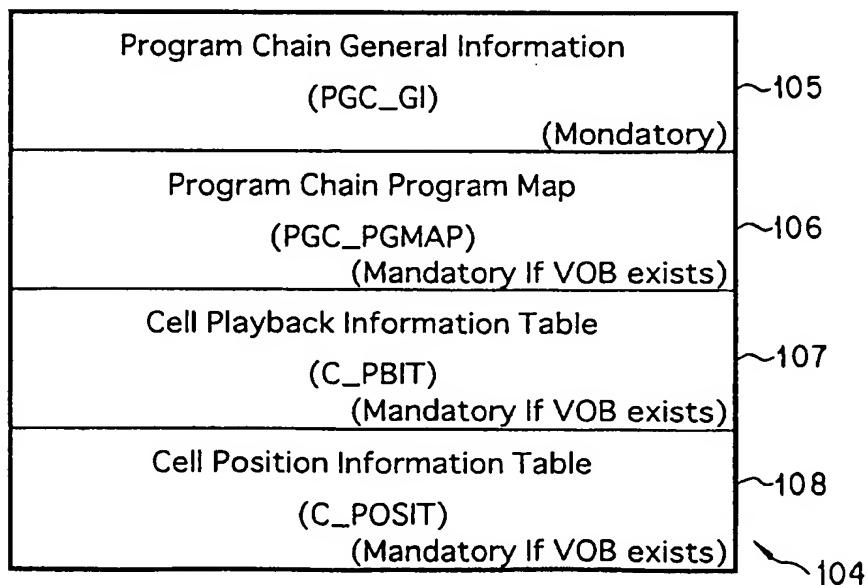 Program Chain General Information
(PGC_GI)
(Mondatory)
105
Program Chain Program Map
(PGC_PGMAP)
(Mandatory If VOB exists)
106
Cell Playback Information Table
(C_PBIT)
(Mandatory If VOB exists)
107
Cell Position Information Table
(C_POSIT)
(Mandatory If VOB exists)
108
104